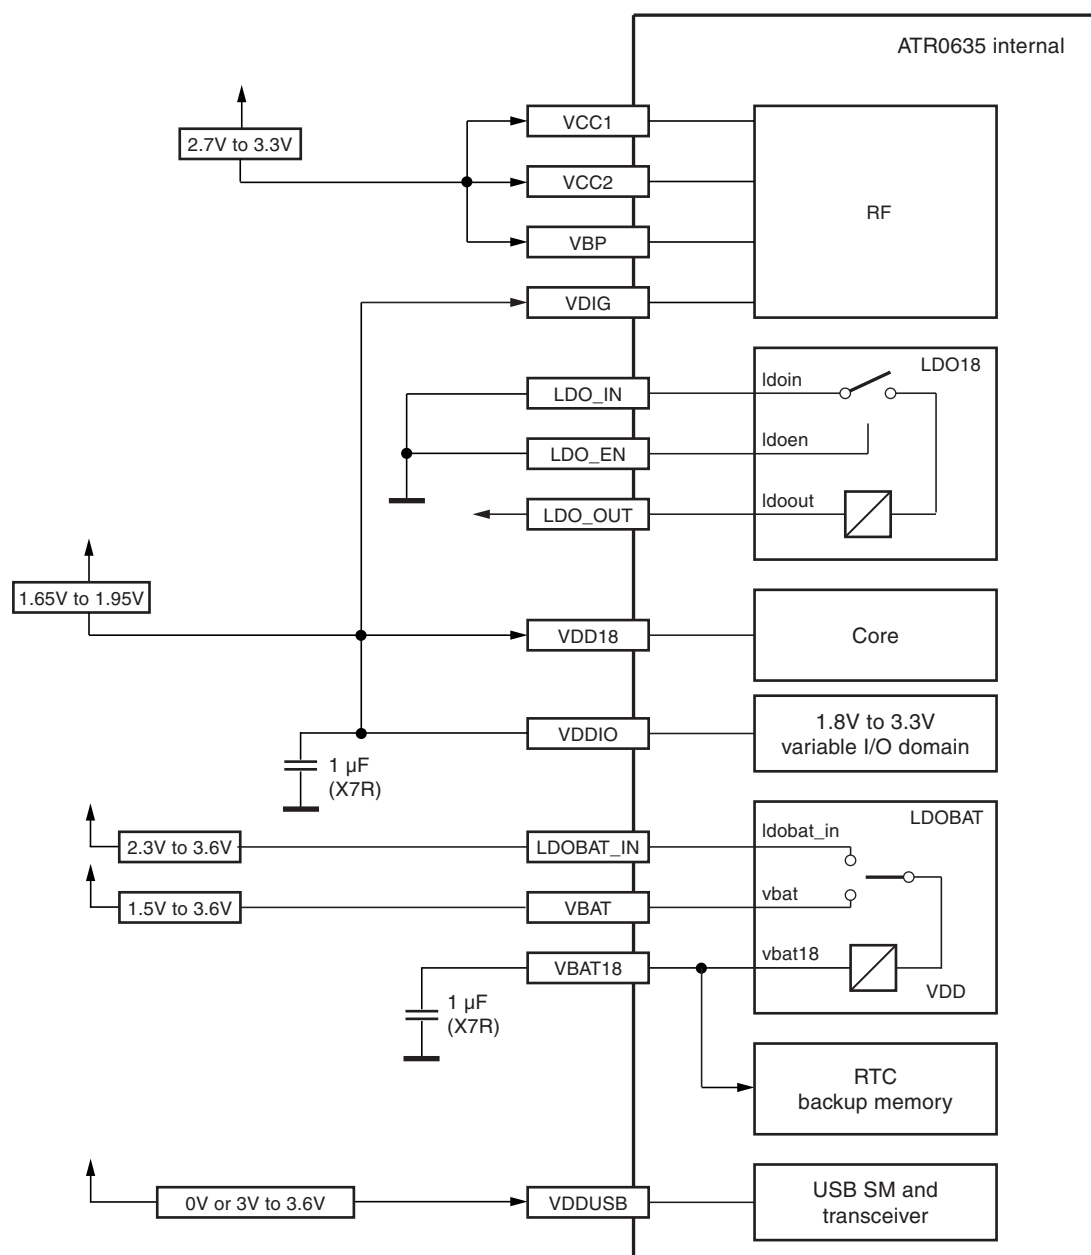 ATR0635 internal
2.7V to 3.3V
VCC1
VCC2
VBP
VDIG
RF
LDO_IN
LDO_EN
LDO_OUT
ldoin
ldoen
ldoout
LDO18
1.65V to 1.95V
VDD18
Core
VDDIO
1.8V to 3.3V
variable I/O domain
1 µF
(X7R)
2.3V to 3.6V
LDOBAT_IN
ldobat_in
LDOBAT
1.5V to 3.6V
VBAT
vbat
VBAT18
vbat18
VDD
1 µF
(X7R)
RTC
backup memory
0V or 3V to 3.6V
VDDUSB
USB SM and
transceiver